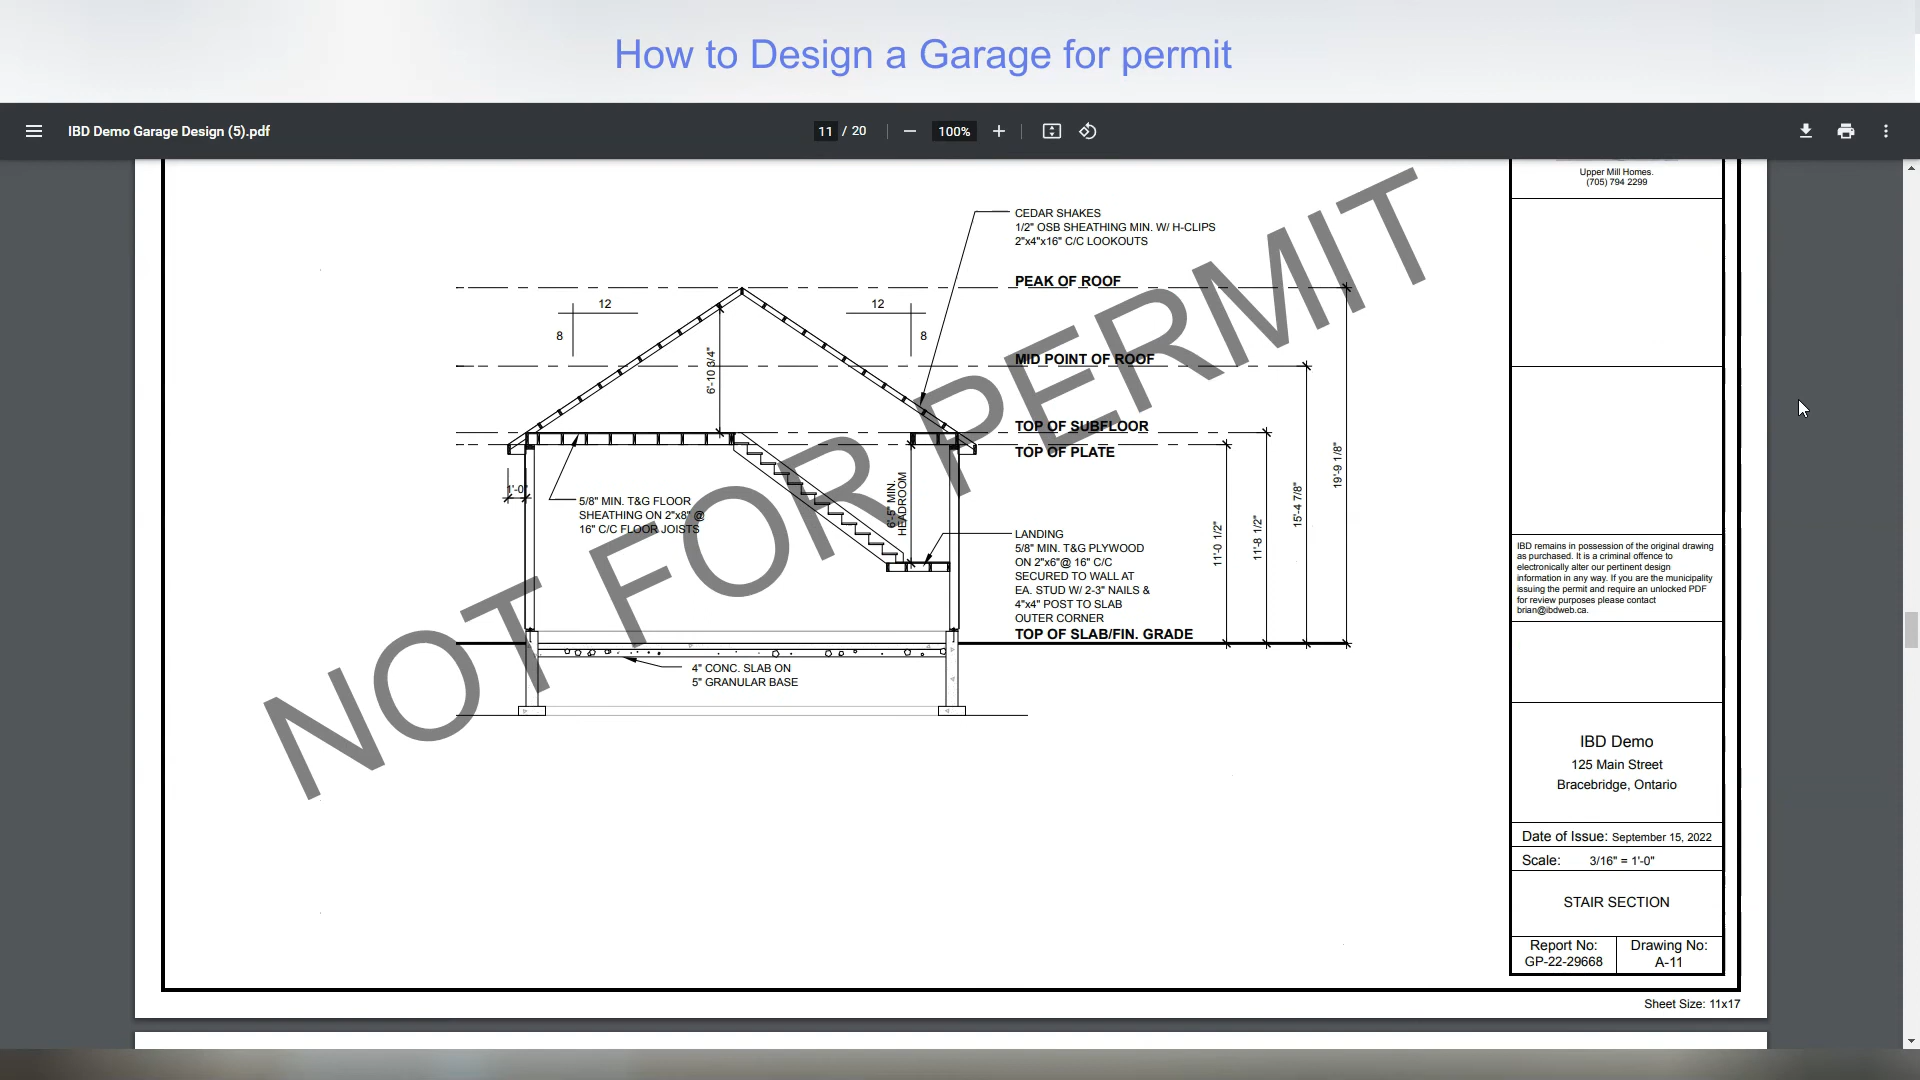 How to Design a Garage for permit
IBD Demo Garage Design (5).pdf
11 / 20
100%
Upper Mill Homes.
(705) 794 2299
CEDAR SHAKES
1/2" OSB SHEATHING MIN. W/ H-CLIPS
2"x4"x16" C/C LOOKOUTS
PEAK OF ROOF
12
12
8
8
MID POINT OF ROOF
6'-10 3/4"
TOP OF SUBFLOOR
TOP OF PLATE
1'-0"
5/8" MIN. T&G FLOOR
SHEATHING ON 2"x8" @
16" C/C FLOOR JOISTS
6'-5" MIN.
HEADROOM
LANDING
5/8" MIN. T&G PLYWOOD
ON 2"x6"@ 16" C/C
SECURED TO WALL AT
EA. STUD W/ 2-3" NAILS &
4"x4" POST TO SLAB
OUTER CORNER
TOP OF SLAB/FIN. GRADE
11'-0 1/2"
11'-8 1/2"
15'-4 7/8"
19'-9 1/8"
4" CONC. SLAB ON
5" GRANULAR BASE
NOT FOR PERMIT
IBD remains in possession of the original drawing
as purchased. It is a criminal offence to
electronically alter our pertinent design
information in any way. If you are the municipality
issuing the permit and require an unlocked PDF
for review purposes please contact
brian@ibdweb.ca.
IBD Demo
125 Main Street
Bracebridge, Ontario
Date of Issue: September 15, 2022
Scale: 3/16" = 1'-0"
STAIR SECTION
Report No:
GP-22-29668
Drawing No:
A-11
Sheet Size: 11x17